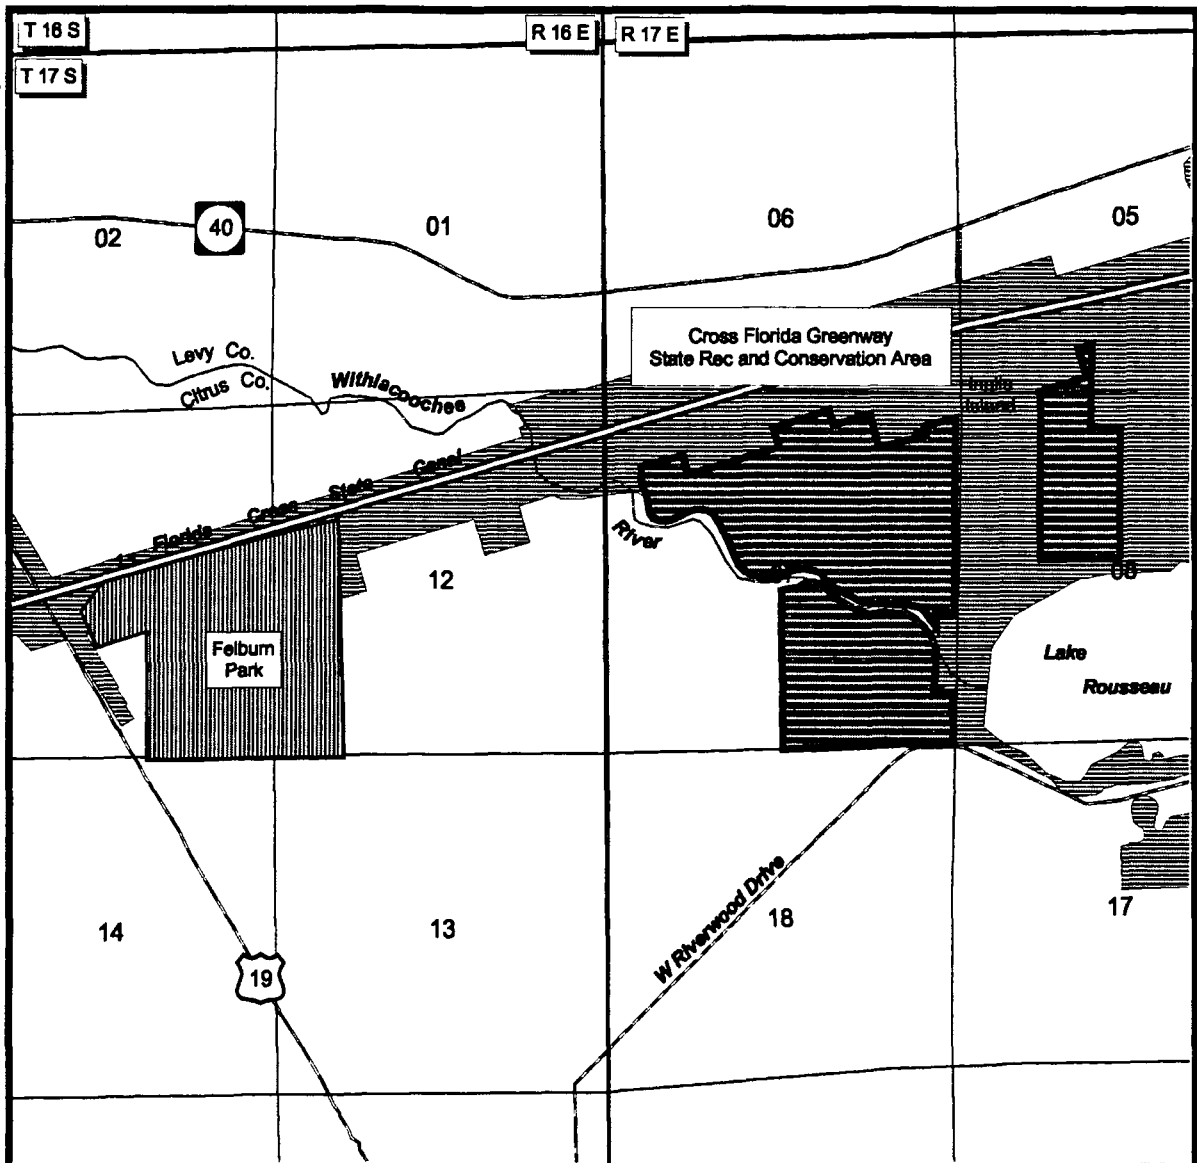 T 16 S
R 16 E
R 17 E
T 17 S
02
40
01
06
05
Cross Florida Greenway
State Rec and Conservation Area
Levy Co.
Citrus Co.
Withlacoochee
Island
Florida Cross State Canal
River
12
08
Felburn
Park
Lake
Rousseau
14
13
W Riverwood Drive
18
17
19